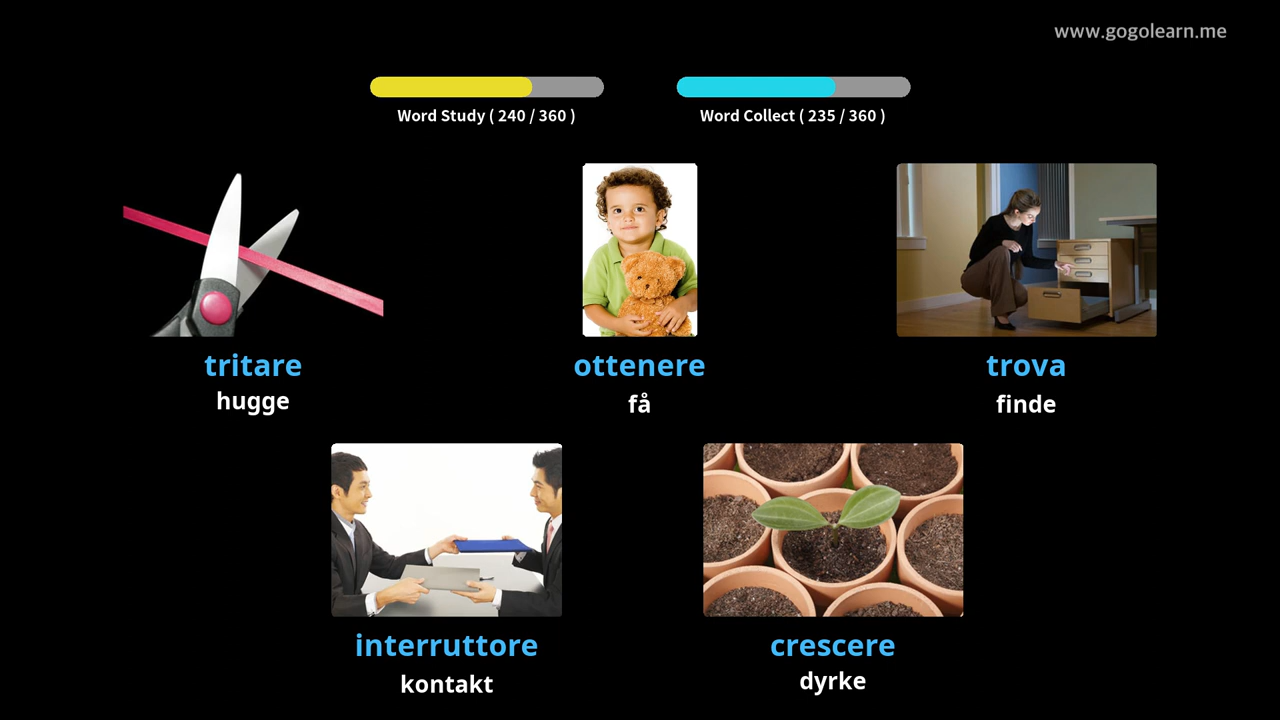 www.gogolearn.me
Word Study ( 240 / 360 )
Word Collect ( 235 / 360 )
tritare
hugge
ottenere
få
trova
finde
interruttore
kontakt
crescere
dyrke